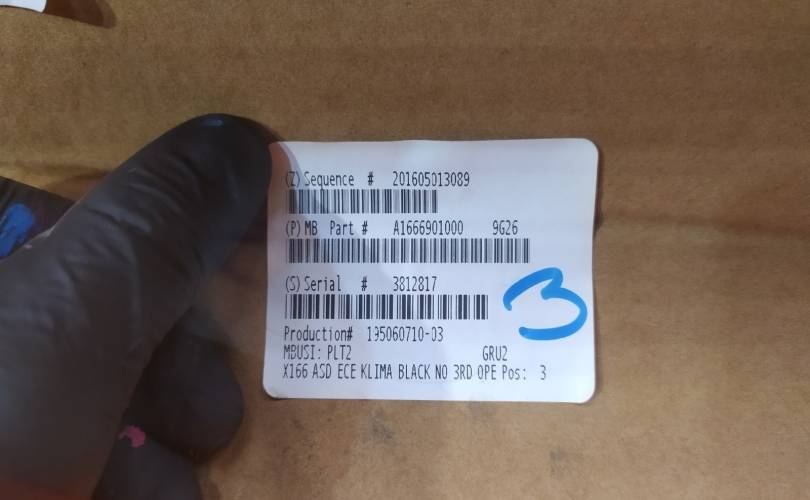 (Z) Sequence # 201605013089
(P) MB Part # A1666901000 9G26
(S) Serial # 3812817
3
Production# 195060710-03
MBUSI: PLT2 GRU2
X166 ASD ECE KLIMA BLACK NO 3RD OPE Pos: 3